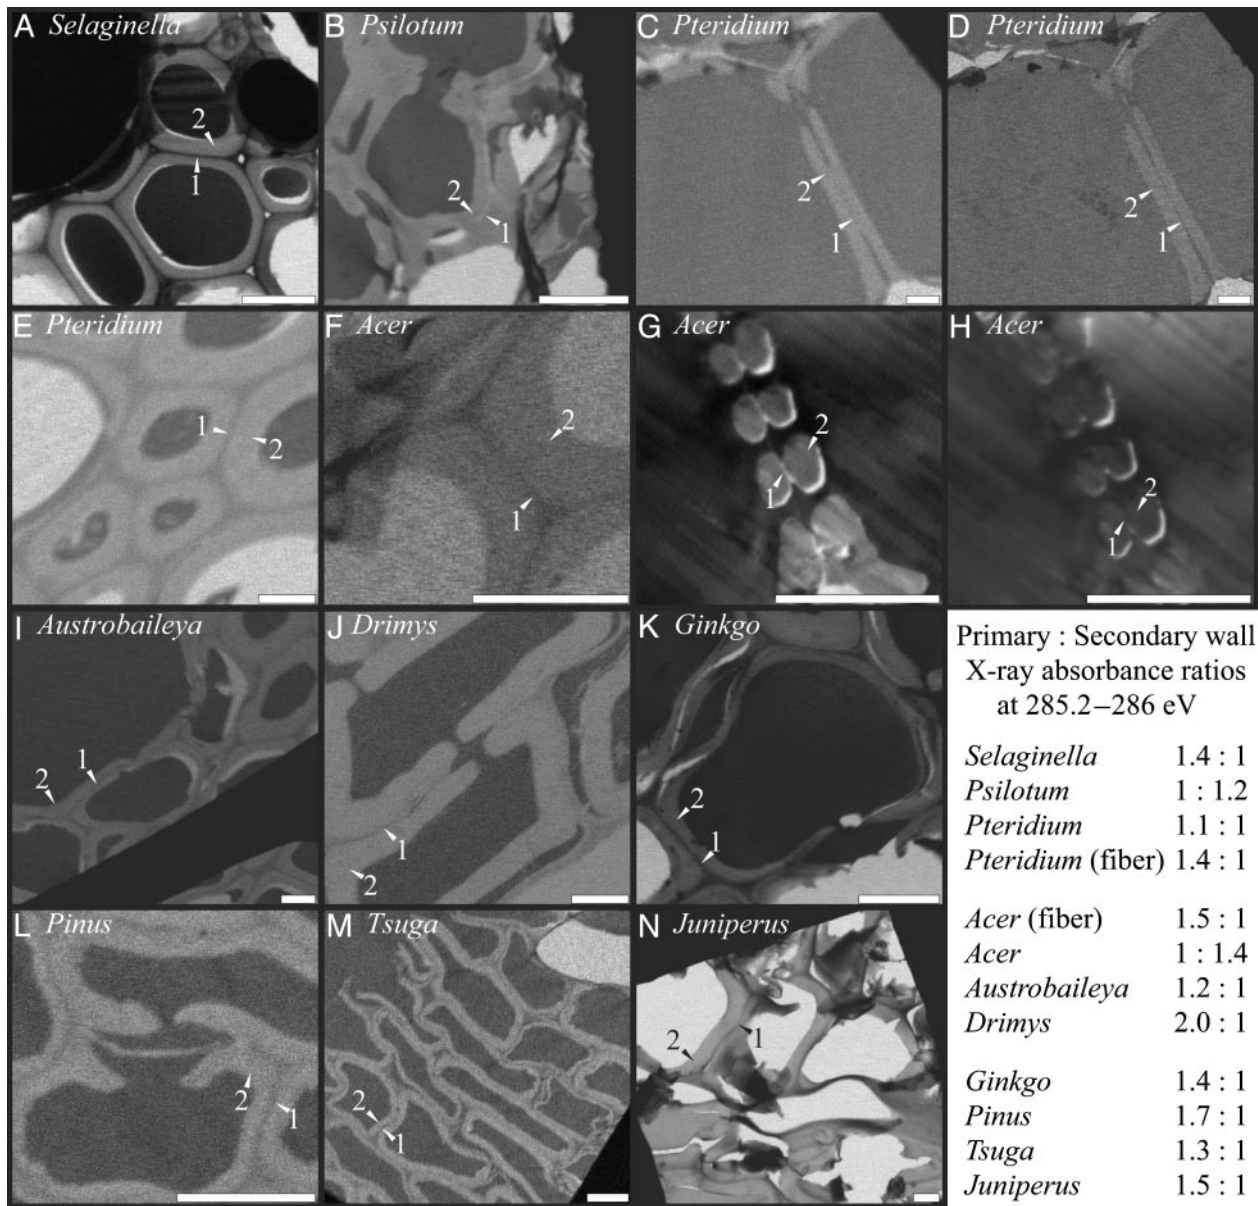 A Selaginella
2
1
B Psilotum
2
1
C Pteridium
2
1
D Pteridium
2
1
E Pteridium
1
2
F Acer
2
1
G Acer
2
1
H Acer
2
1
I Austrobaileya
1
2
J Drimys
1
2
K Ginkgo
2
1
L Pinus
2
1
M Tsuga
2
1
N Juniperus
2
1
Primary : Secondary wall
X-ray absorbance ratios
at 285.2–286 eV
Selaginella 1.4 : 1
Psilotum 1 : 1.2
Pteridium 1.1 : 1
Pteridium (fiber) 1.4 : 1
Acer (fiber) 1.5 : 1
Acer 1 : 1.4
Austrobaileya 1.2 : 1
Drimys 2.0 : 1
Ginkgo 1.4 : 1
Pinus 1.7 : 1
Tsuga 1.3 : 1
Juniperus 1.5 : 1